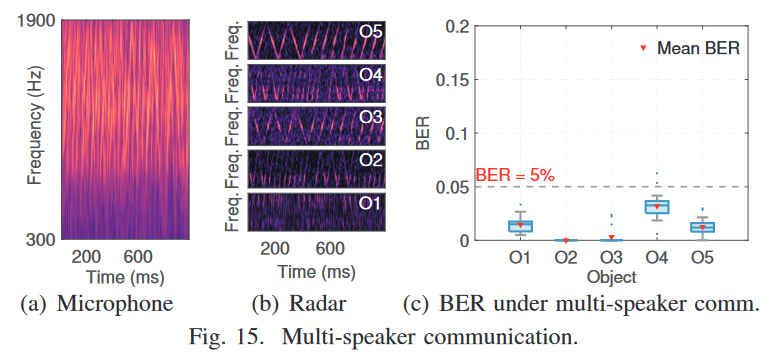 1900
Frequency (Hz)
300
200 600
Time (ms)
(a) Microphone
Freq. Freq. Freq. Freq. Freq.
O5
O4
O3
O2
O1
200 600
Time (ms)
(b) Radar
BER
0.2
0.15
0.1
0.05
0
Mean BER
BER = 5%
O1 O2 O3 O4 O5
Object
(c) BER under multi-speaker comm.
Fig. 15. Multi-speaker communication.